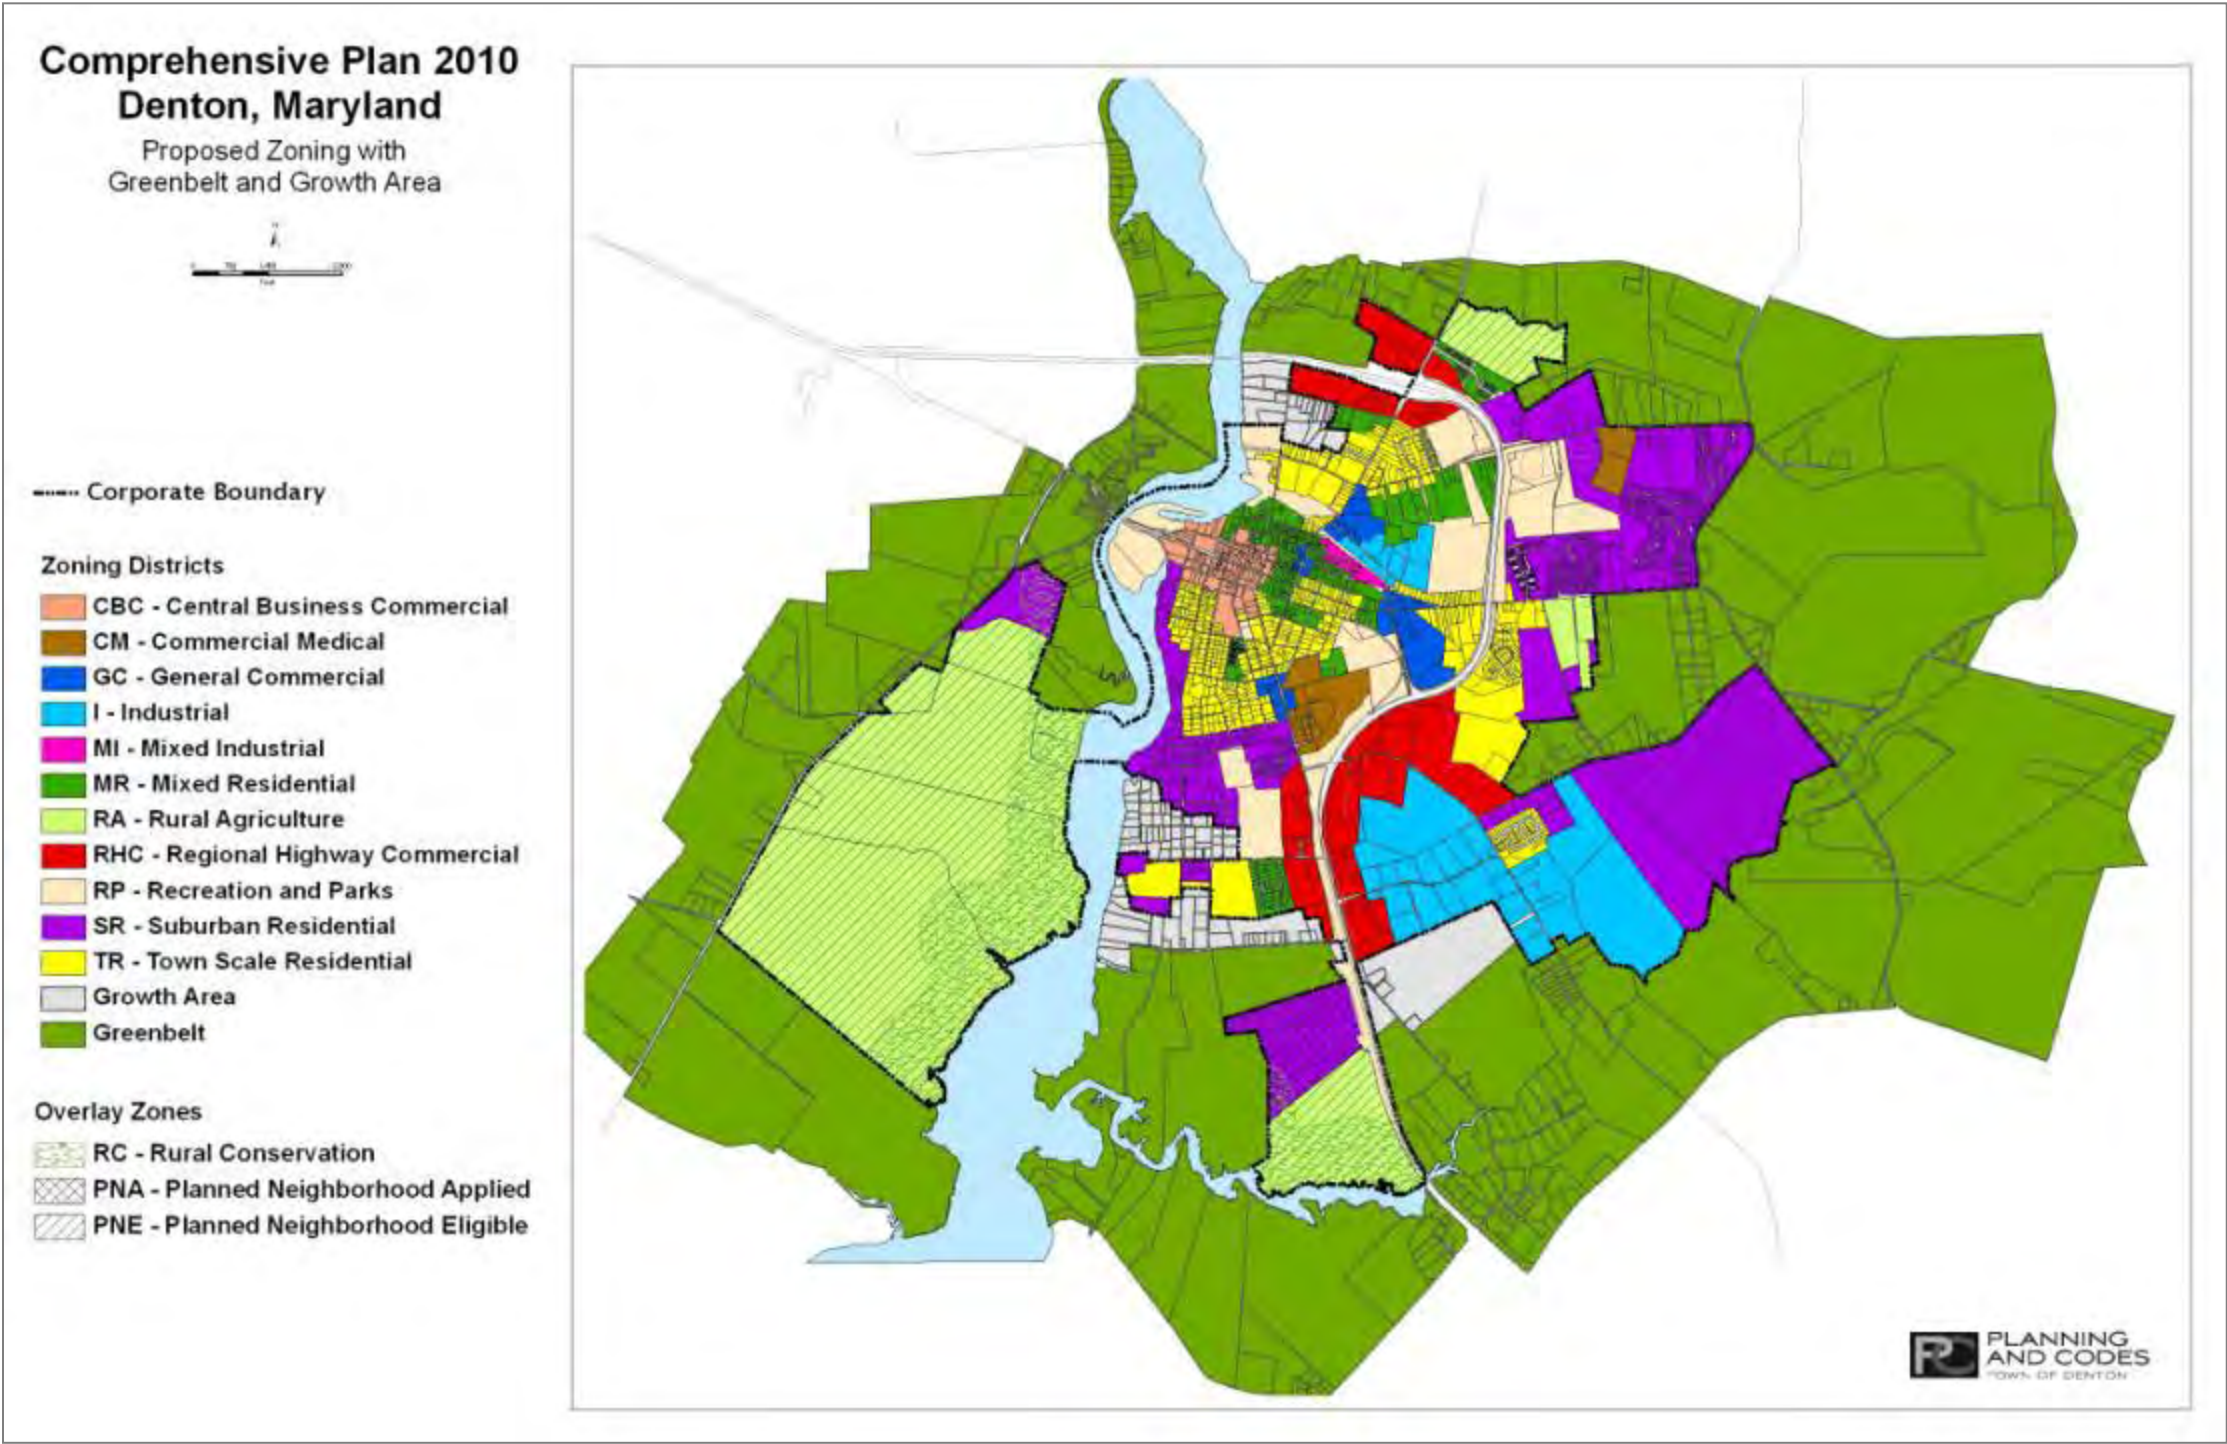 Comprehensive Plan 2010
Denton, Maryland
Proposed Zoning with
Greenbelt and Growth Area
Corporate Boundary
Zoning Districts
CBC - Central Business Commercial
CM - Commercial Medical
GC - General Commercial
I - Industrial
MI - Mixed Industrial
MR - Mixed Residential
RA - Rural Agriculture
RHC - Regional Highway Commercial
RP - Recreation and Parks
SR - Suburban Residential
TR - Town Scale Residential
Growth Area
Greenbelt
Overlay Zones
RC - Rural Conservation
PNA - Planned Neighborhood Applied
PNE - Planned Neighborhood Eligible
PC
PLANNING
AND CODES
TOWN OF DENTON